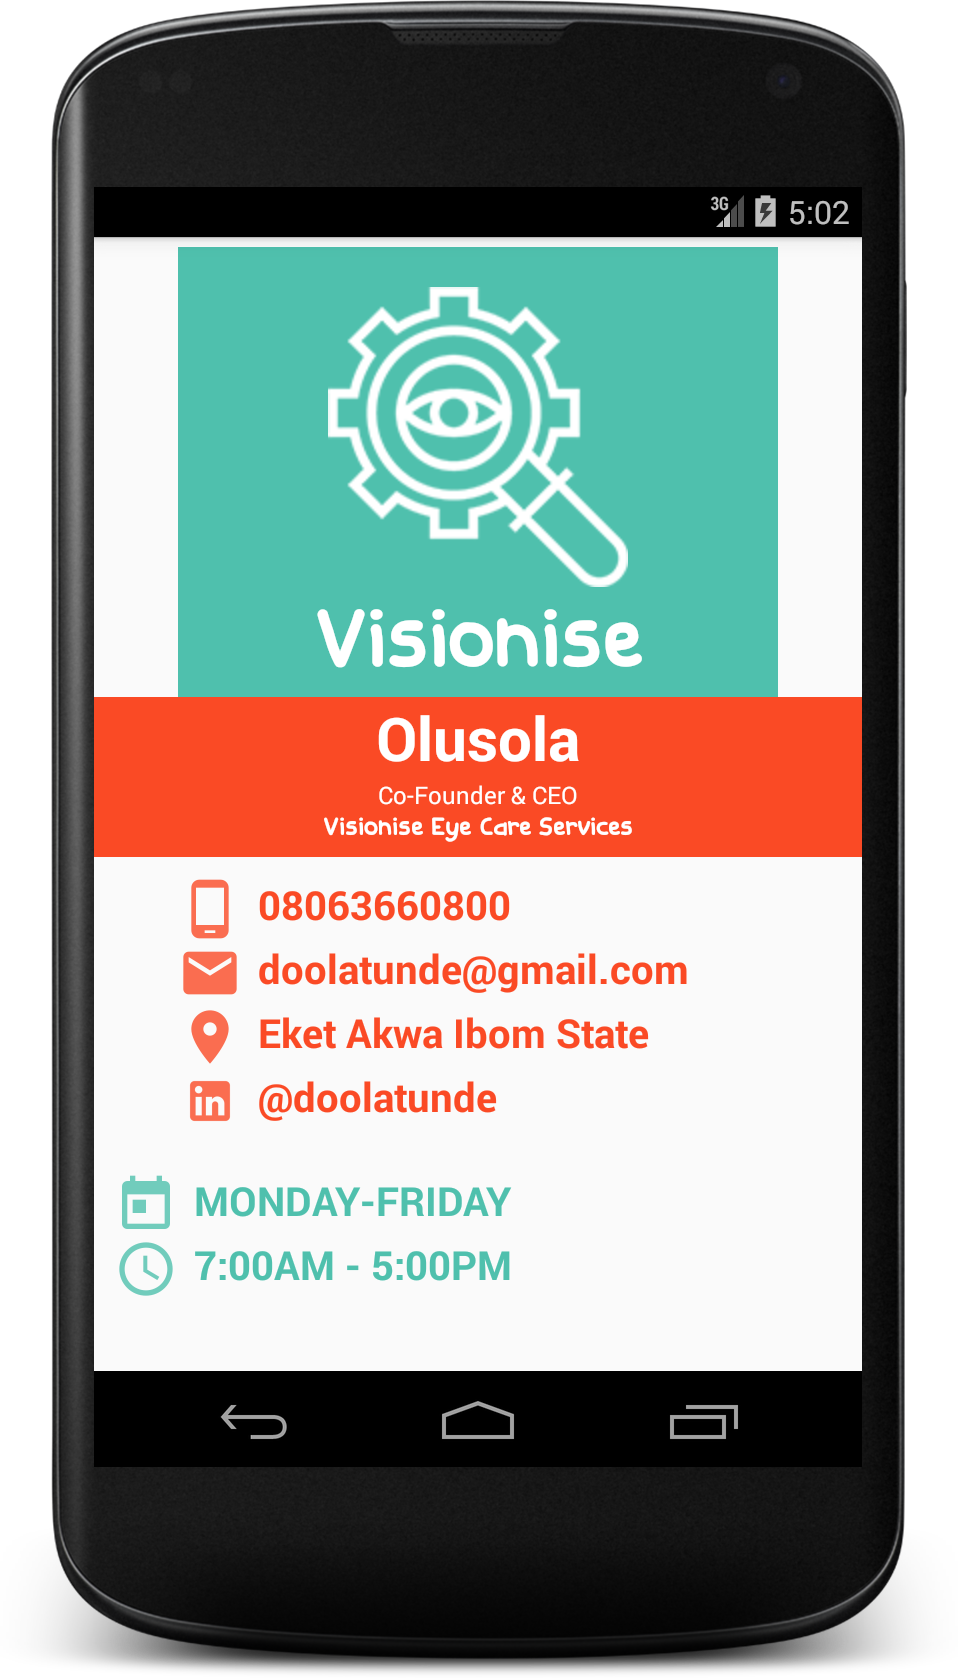 3G 5:02
Visionise
Olusola
Co-Founder & CEO
Visionise Eye Care Services
08063660800
doolatunde@gmail.com
Eket Akwa Ibom State
in @doolatunde
MONDAY-FRIDAY
7:00AM - 5:00PM